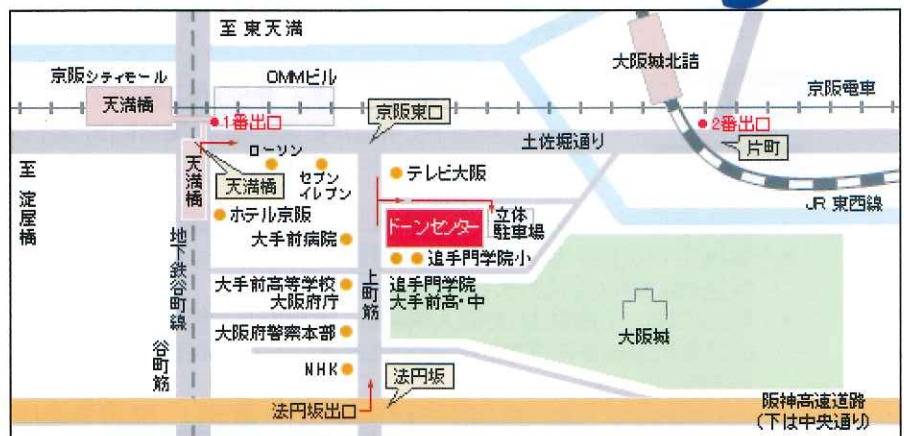 至 東天満
京阪シティモール
OMMビル
大阪城北詰
天満橋
京阪電車
1番出口
京阪東口
2番出口
土佐堀通り
片町
至 淀屋橋
天満橋
ローソン
天満橋
セブン
イレブン
テレビ大阪
JR 東西線
ホテル京阪
ドーンセンター
立体
駐車場
大手前病院
追手門学院小
地下鉄谷町線
大手前高等学校
大阪府庁
上町筋
追手門学院
大手前高・中
大阪府警察本部
大阪城
谷町筋
NHK
法円坂
法円坂出口
阪神高速道路
(下は中央通り)